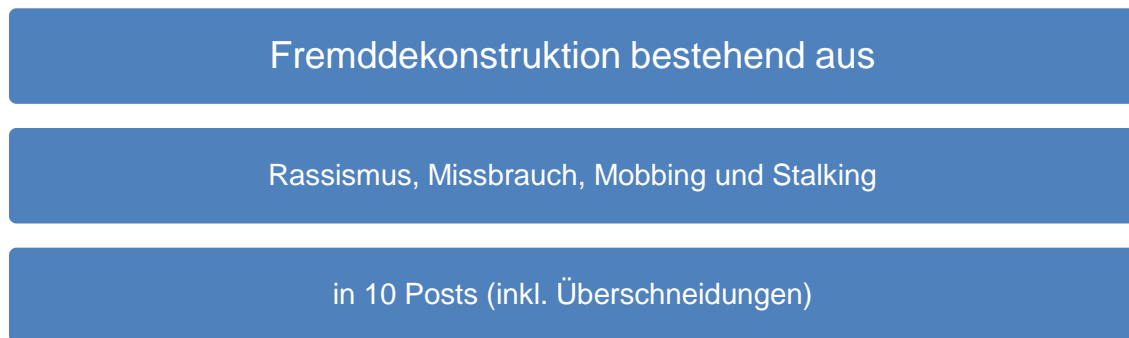 Fremddekonstruktion bestehend aus
Rassismus, Missbrauch, Mobbing und Stalking
in 10 Posts (inkl. Überschneidungen)